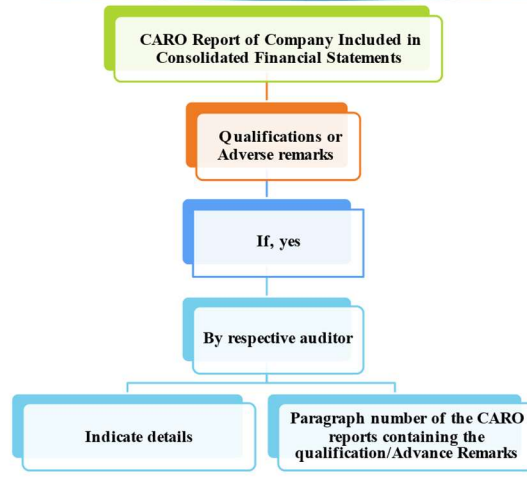 CARO Report of Company Included in
Consolidated Financial Statements
Qualifications or
Adverse remarks
If, yes
By respective auditor
Indicate details
Paragraph number of the CARO
reports containing the
qualification/Advance Remarks